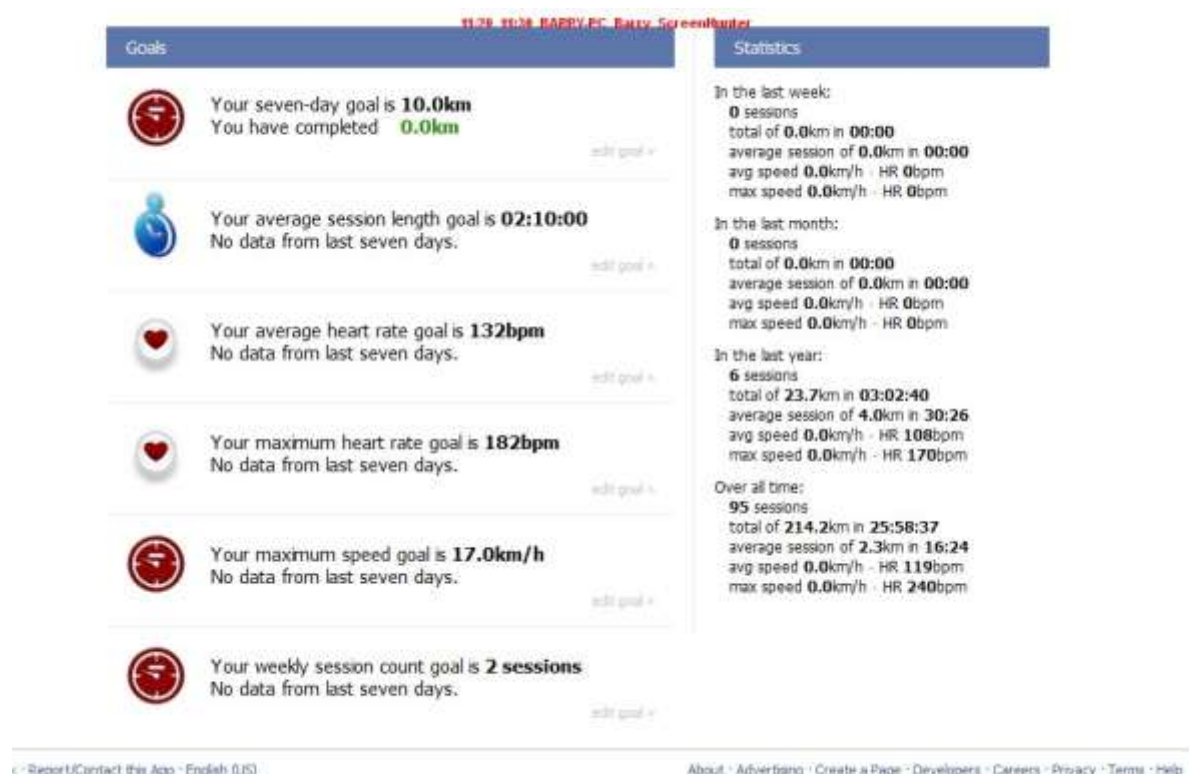 11:29 11:30 BARRY-PC Barry ScreenHunter
Goals
Your seven-day goal is 10.0km
You have completed 0.0km
edit goal »
Your average session length goal is 02:10:00
No data from last seven days.
edit goal »
Your average heart rate goal is 132bpm
No data from last seven days.
edit goal »
Your maximum heart rate goal is 182bpm
No data from last seven days.
edit goal »
Your maximum speed goal is 17.0km/h
No data from last seven days.
edit goal »
Your weekly session count goal is 2 sessions
No data from last seven days.
edit goal »
Statistics
In the last week:
0 sessions
total of 0.0km in 00:00
average session of 0.0km in 00:00
avg speed 0.0km/h - HR 0bpm
max speed 0.0km/h - HR 0bpm
In the last month:
0 sessions
total of 0.0km in 00:00
average session of 0.0km in 00:00
avg speed 0.0km/h - HR 0bpm
max speed 0.0km/h - HR 0bpm
In the last year:
6 sessions
total of 23.7km in 03:02:40
average session of 4.0km in 30:26
avg speed 0.0km/h - HR 108bpm
max speed 0.0km/h - HR 170bpm
Over all time:
95 sessions
total of 214.2km in 25:58:37
average session of 2.3km in 16:24
avg speed 0.0km/h - HR 119bpm
max speed 0.0km/h - HR 240bpm
· Report/Contact this App · English (US)
About · Advertising · Create a Page · Developers · Careers · Privacy · Terms · Help